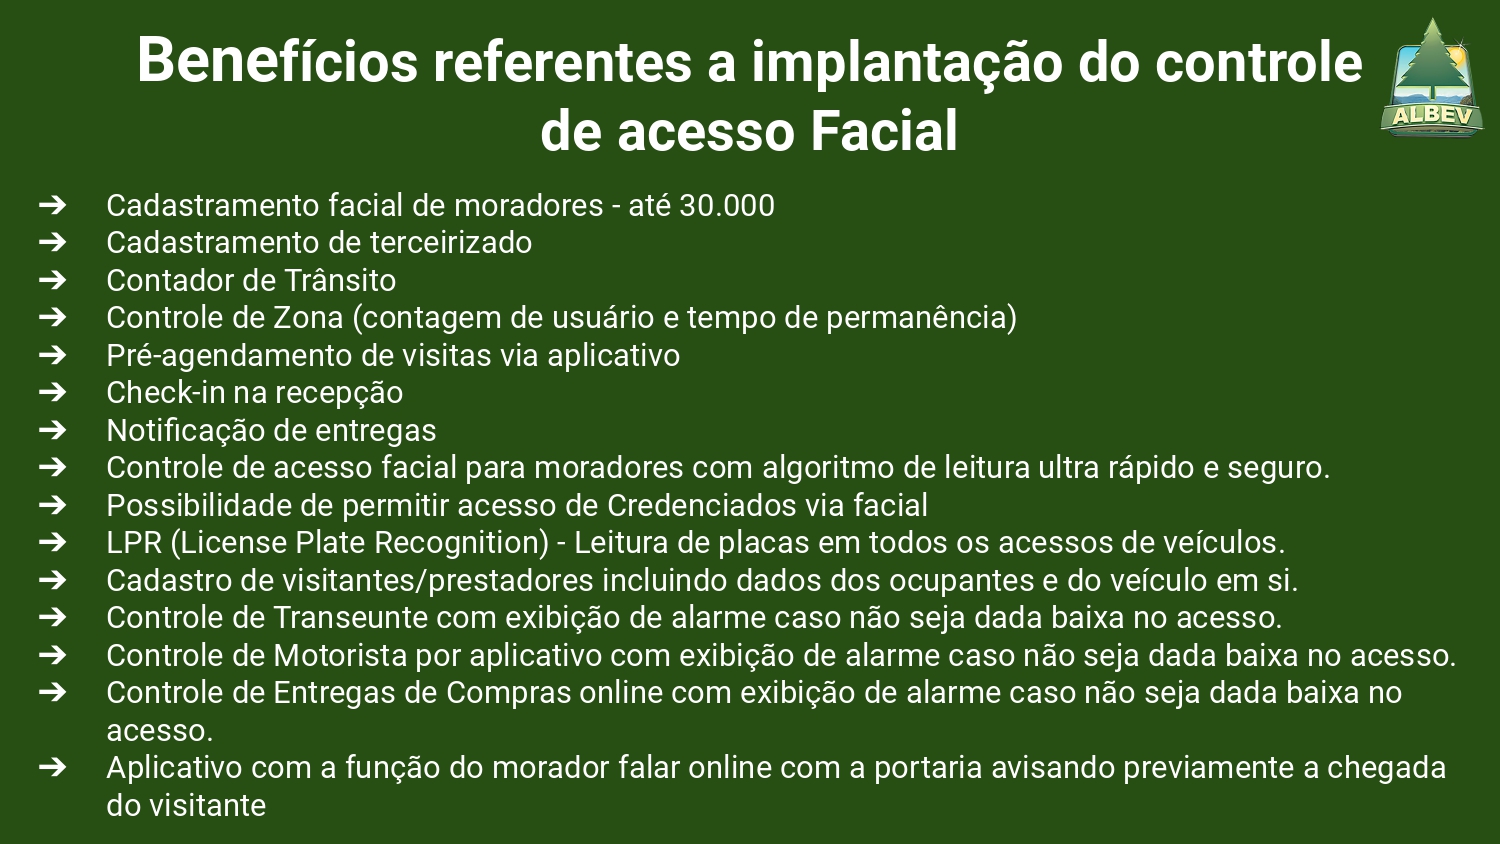 Benefícios referentes a implantação do controle
de acesso Facial
ALBEV
➔ Cadastramento facial de moradores - até 30.000
➔ Cadastramento de terceirizado
➔ Contador de Trânsito
➔ Controle de Zona (contagem de usuário e tempo de permanência)
➔ Pré-agendamento de visitas via aplicativo
➔ Check-in na recepção
➔ Notificação de entregas
➔ Controle de acesso facial para moradores com algoritmo de leitura ultra rápido e seguro.
➔ Possibilidade de permitir acesso de Credenciados via facial
➔ LPR (License Plate Recognition) - Leitura de placas em todos os acessos de veículos.
➔ Cadastro de visitantes/prestadores incluindo dados dos ocupantes e do veículo em si.
➔ Controle de Transeunte com exibição de alarme caso não seja dada baixa no acesso.
➔ Controle de Motorista por aplicativo com exibição de alarme caso não seja dada baixa no acesso.
➔ Controle de Entregas de Compras online com exibição de alarme caso não seja dada baixa no
acesso.
➔ Aplicativo com a função do morador falar online com a portaria avisando previamente a chegada
do visitante